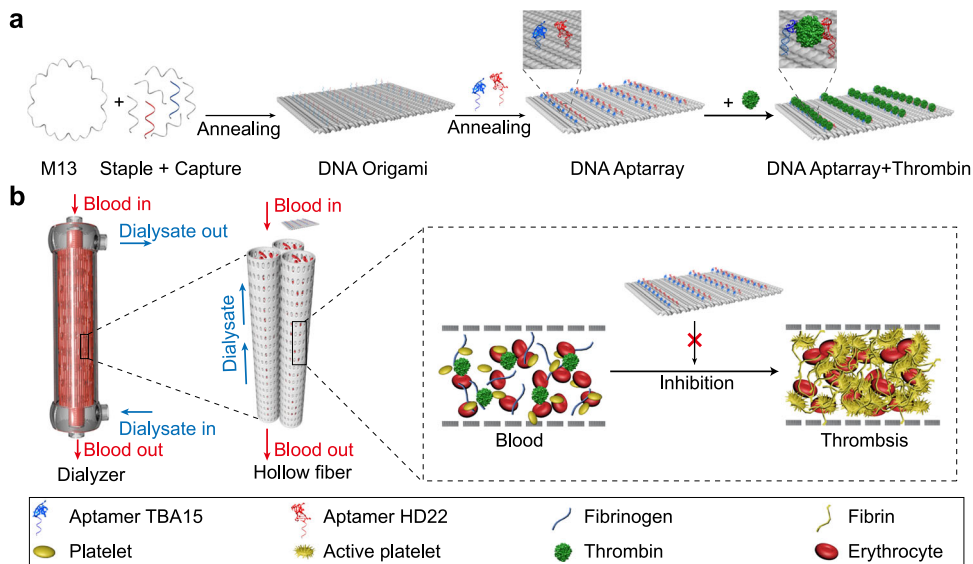 a
M13
+
Staple + Capture
Annealing
DNA Origami
Annealing
DNA Aptarray
+
DNA Aptarray+Thrombin
b
Blood in
Dialysate out
Dialysate in
Blood out
Dialyzer
Blood in
Dialysate
Blood out
Hollow fiber
Blood
Inhibition
Thrombsis
Aptamer TBA15
Aptamer HD22
Fibrinogen
Fibrin
Platelet
Active platelet
Thrombin
Erythrocyte